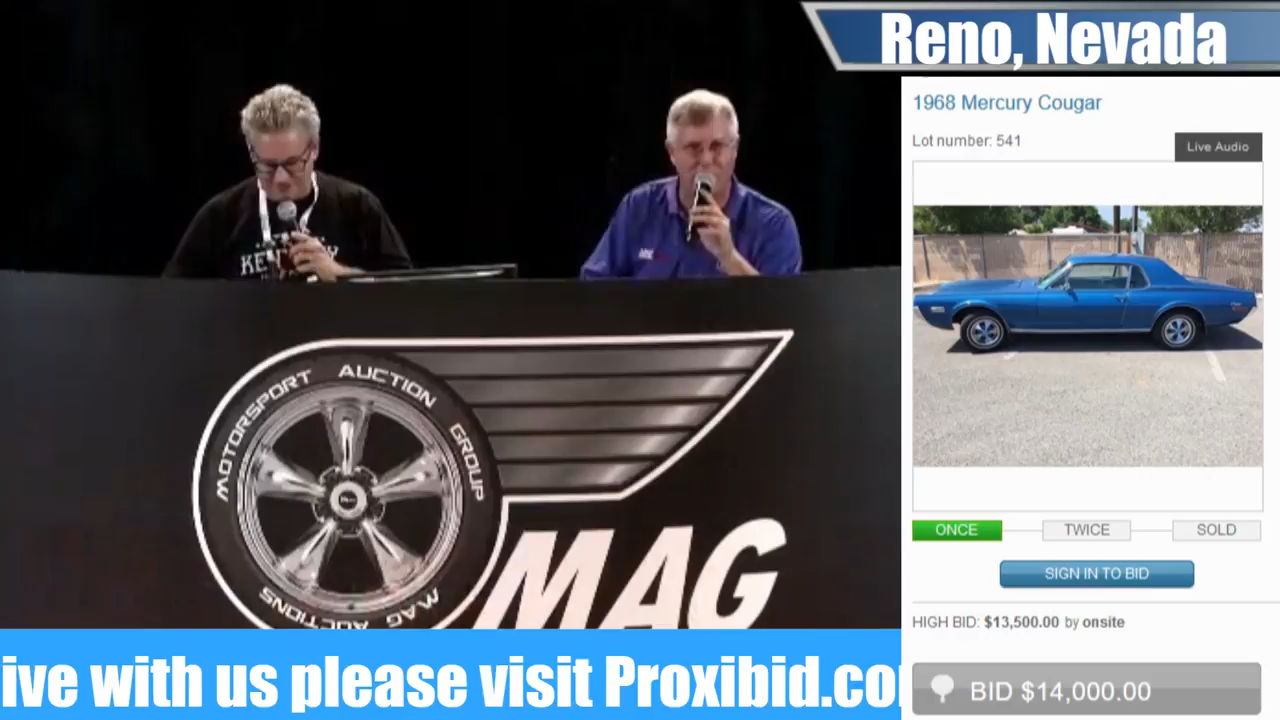 Reno, Nevada
1968 Mercury Cougar
Lot number: 541
Live Audio
MOTORSPORT AUCTION GROUP
MAG AUCTIONS
MAG
ONCE
TWICE
SOLD
SIGN IN TO BID
HIGH BID: $13,500.00 by onsite
BID $14,000.00
ive with us please visit Proxibid.co